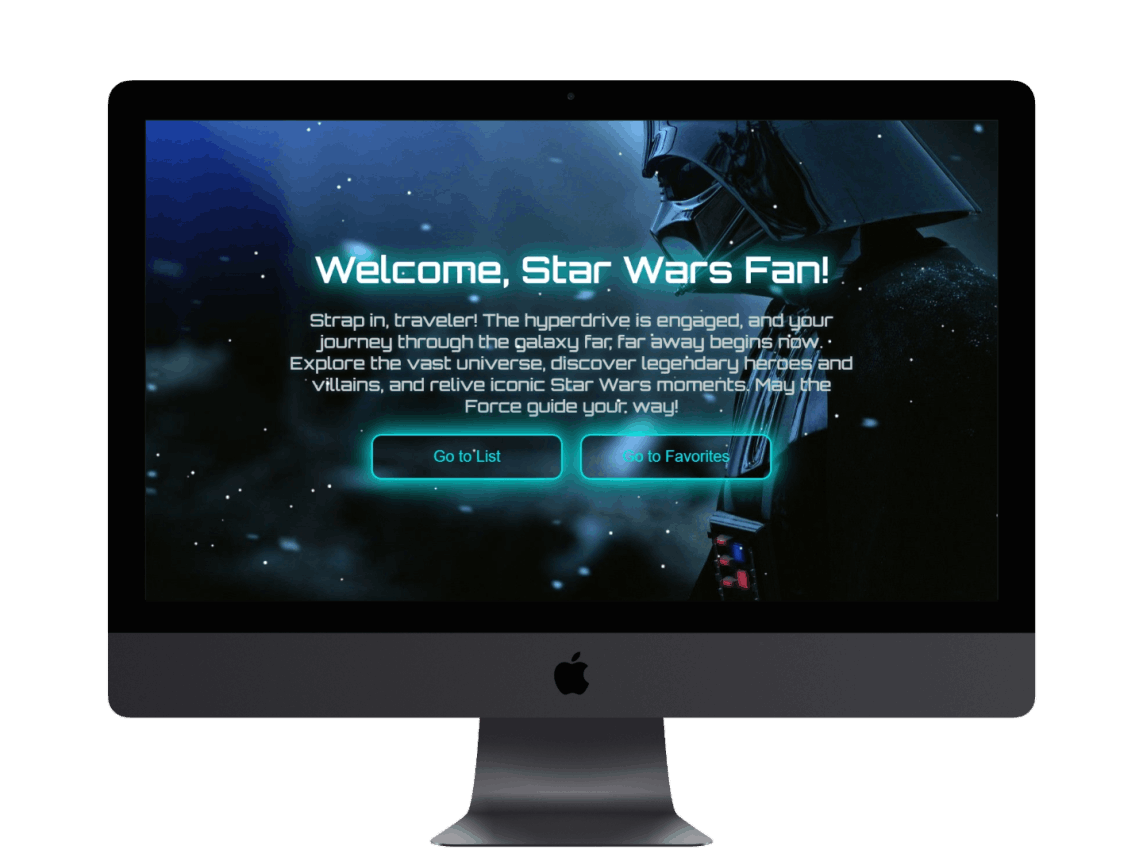 Welcome, Star Wars Fan!
Strap in, traveler! The hyperdrive is engaged, and your
journey through the galaxy far, far away begins now.
Explore the vast universe, discover legendary heroes and
villains, and relive iconic Star Wars moments. May the
Force guide your way!
Go to List
Go to Favorites